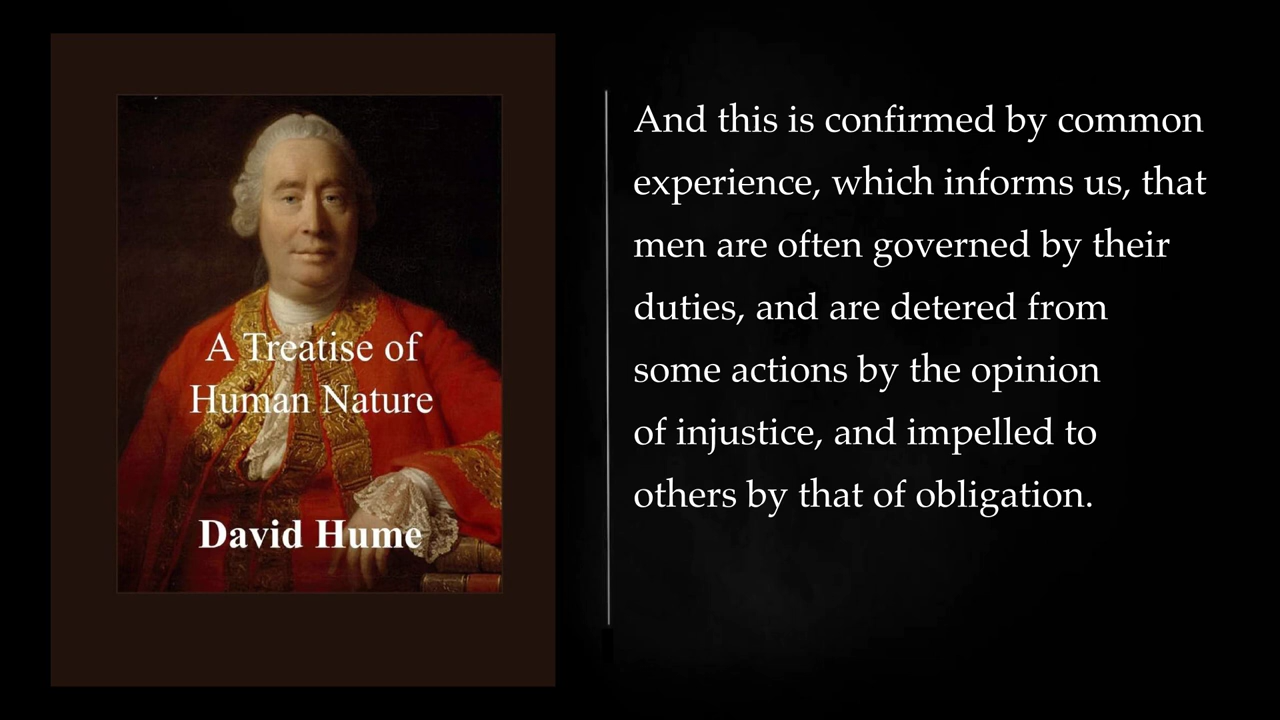 A Treatise of
Human Nature
David Hume
And this is confirmed by common
experience, which informs us, that
men are often governed by their
duties, and are detered from
some actions by the opinion
of injustice, and impelled to
others by that of obligation.